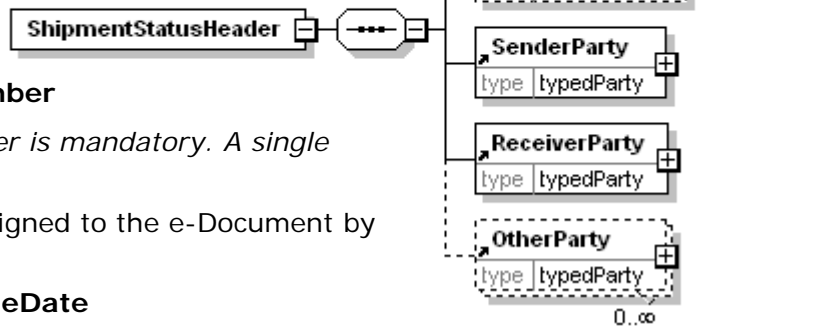 ShipmentStatusHeader
er is mandatory. A single
igned to the e-Document by
eDate
SenderParty
type typedParty
ReceiverParty
type typedParty
OtherParty
type typedParty
0..∞